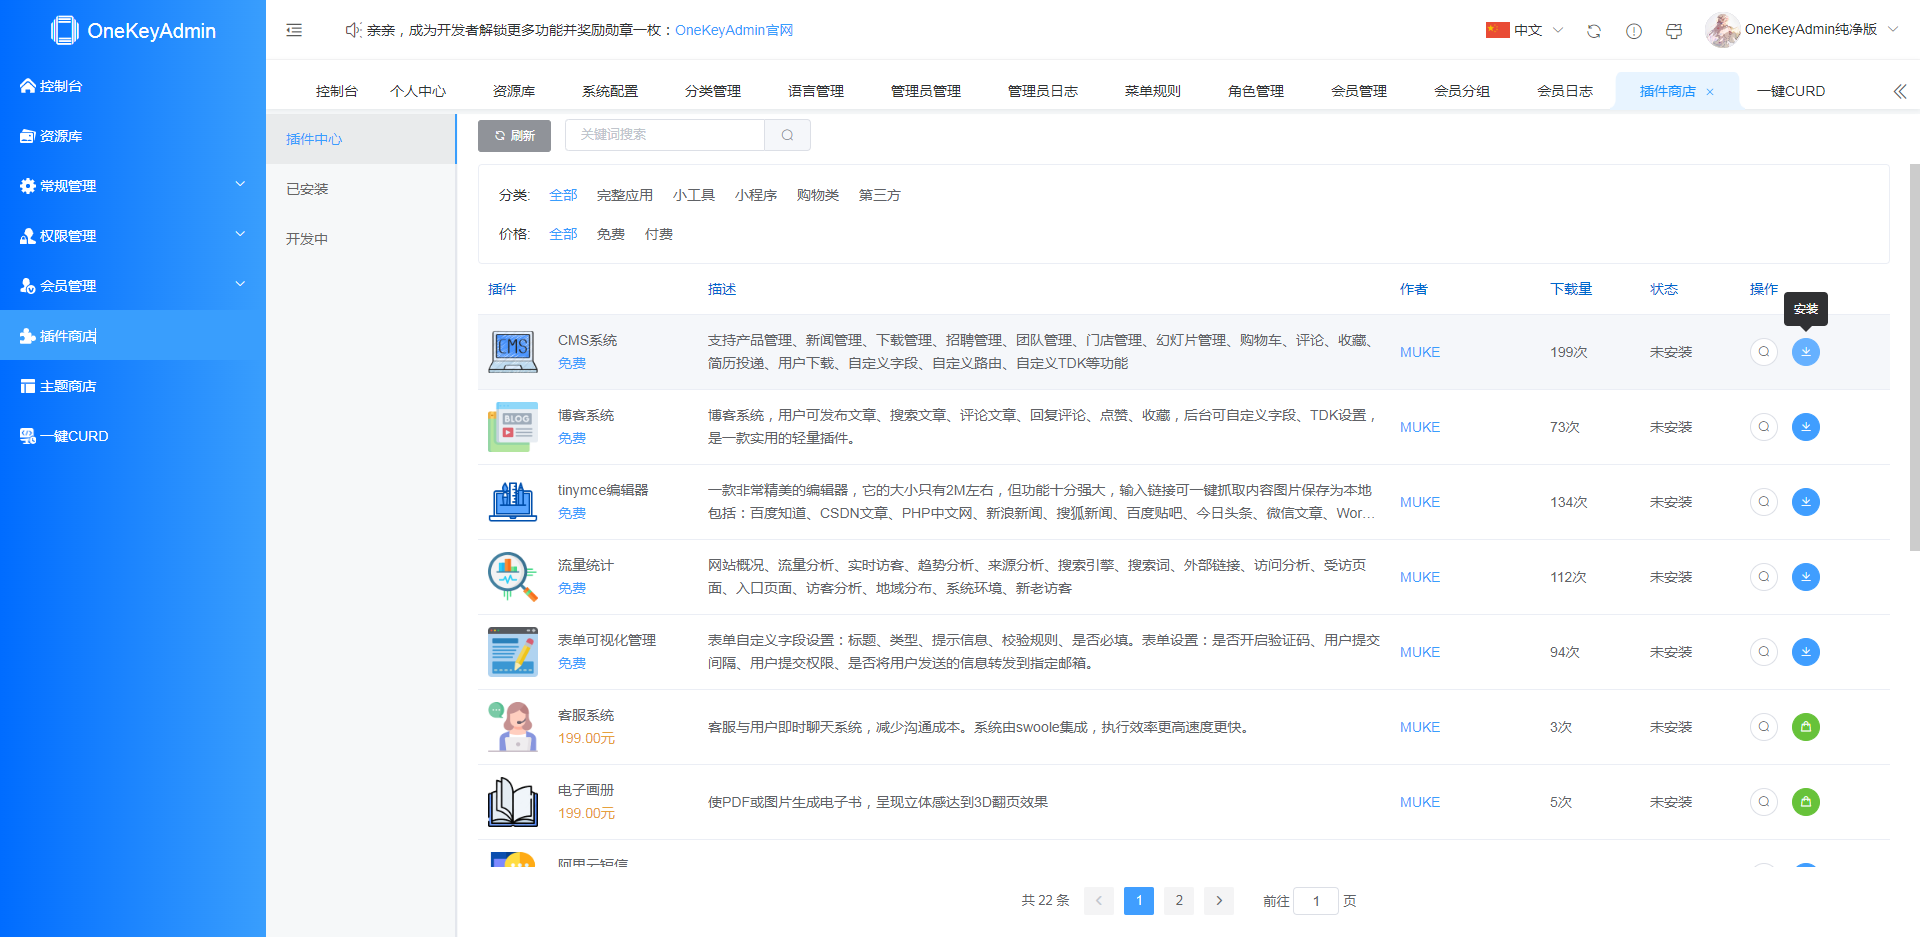 OneKeyAdmin
亲亲，成为开发者解锁更多功能并奖励勋章一枚：OneKeyAdmin官网
中文
OneKeyAdmin纯净版
控制台
个人中心
资源库
系统配置
分类管理
语言管理
管理员管理
管理员日志
菜单规则
角色管理
会员管理
会员分组
会员日志
插件商店
一键CURD
控制台
资源库
常规管理
权限管理
会员管理
插件商店
主题商店
一键CURD
插件中心
已安装
开发中
刷新
关键词搜索
分类: 全部 完整应用 小工具 小程序 购物类 第三方
价格: 全部 免费 付费
插件 描述 作者 下载量 状态 操作
安装
CMS
CMS系统
免费
支持产品管理、新闻管理、下载管理、招聘管理、团队管理、门店管理、幻灯片管理、购物车、评论、收藏、
简历投递、用户下载、自定义字段、自定义路由、自定义TDK等功能
MUKE
199次
未安装
BLOG
博客系统
免费
博客系统，用户可发布文章、搜索文章、评论文章、回复评论、点赞、收藏，后台可自定义字段、TDK设置，
是一款实用的轻量插件。
MUKE
73次
未安装
tinymce编辑器
免费
一款非常精美的编辑器，它的大小只有2M左右，但功能十分强大，输入链接可一键抓取内容图片保存为本地
包括：百度知道、CSDN文章、PHP中文网、新浪新闻、搜狐新闻、百度贴吧、今日头条、微信文章、Wor...
MUKE
134次
未安装
流量统计
免费
网站概况、流量分析、实时访客、趋势分析、来源分析、搜索引擎、搜索词、外部链接、访问分析、受访页
面、入口页面、访客分析、地域分布、系统环境、新老访客
MUKE
112次
未安装
表单可视化管理
免费
表单自定义字段设置：标题、类型、提示信息、校验规则、是否必填。表单设置：是否开启验证码、用户提交
间隔、用户提交权限、是否将用户发送的信息转发到指定邮箱。
MUKE
94次
未安装
客服系统
199.00元
客服与用户即时聊天系统，减少沟通成本。系统由swoole集成，执行效率更高速度更快。
MUKE
3次
未安装
电子画册
199.00元
使PDF或图片生成电子书，呈现立体感达到3D翻页效果
MUKE
5次
未安装
阿里云短信
共 22 条
1
2
前往 1 页